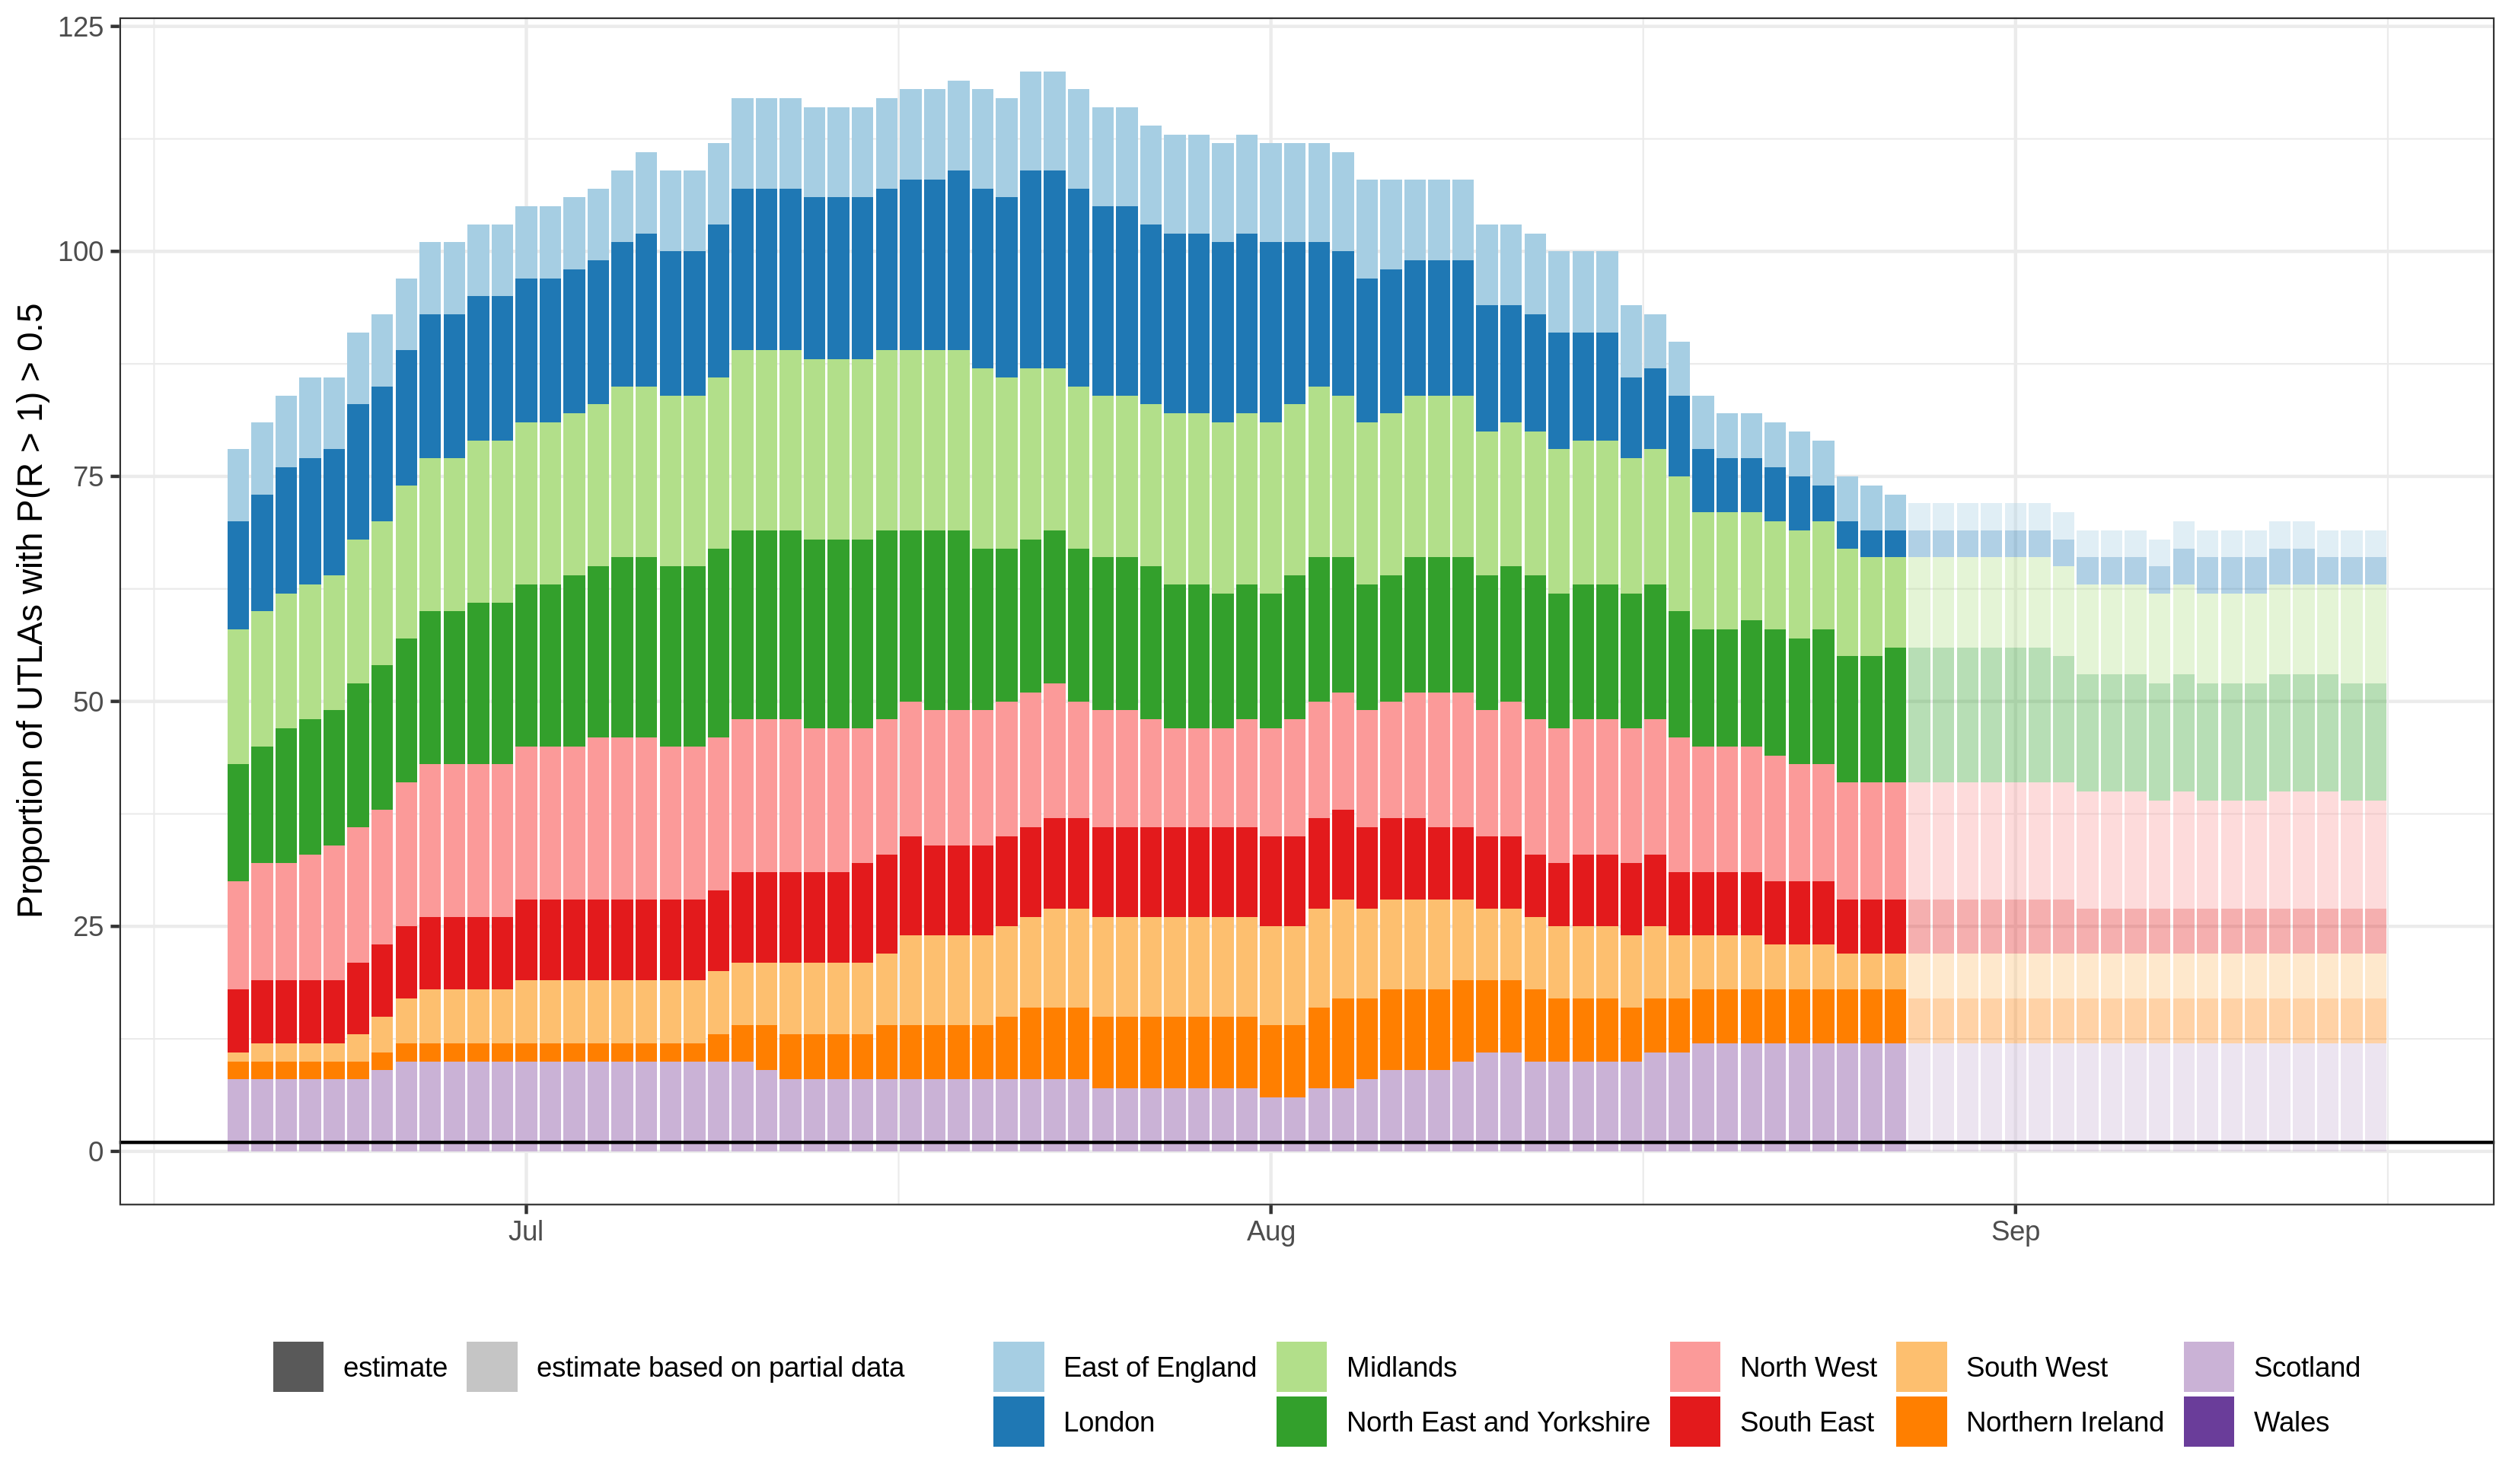 Proportion of UTLAs with P(R > 1) > 0.5
125
100
75
50
25
0
Jul Aug Sep
estimate estimate based on partial data East of England Midlands North West South West Scotland
London North East and Yorkshire South East Northern Ireland Wales